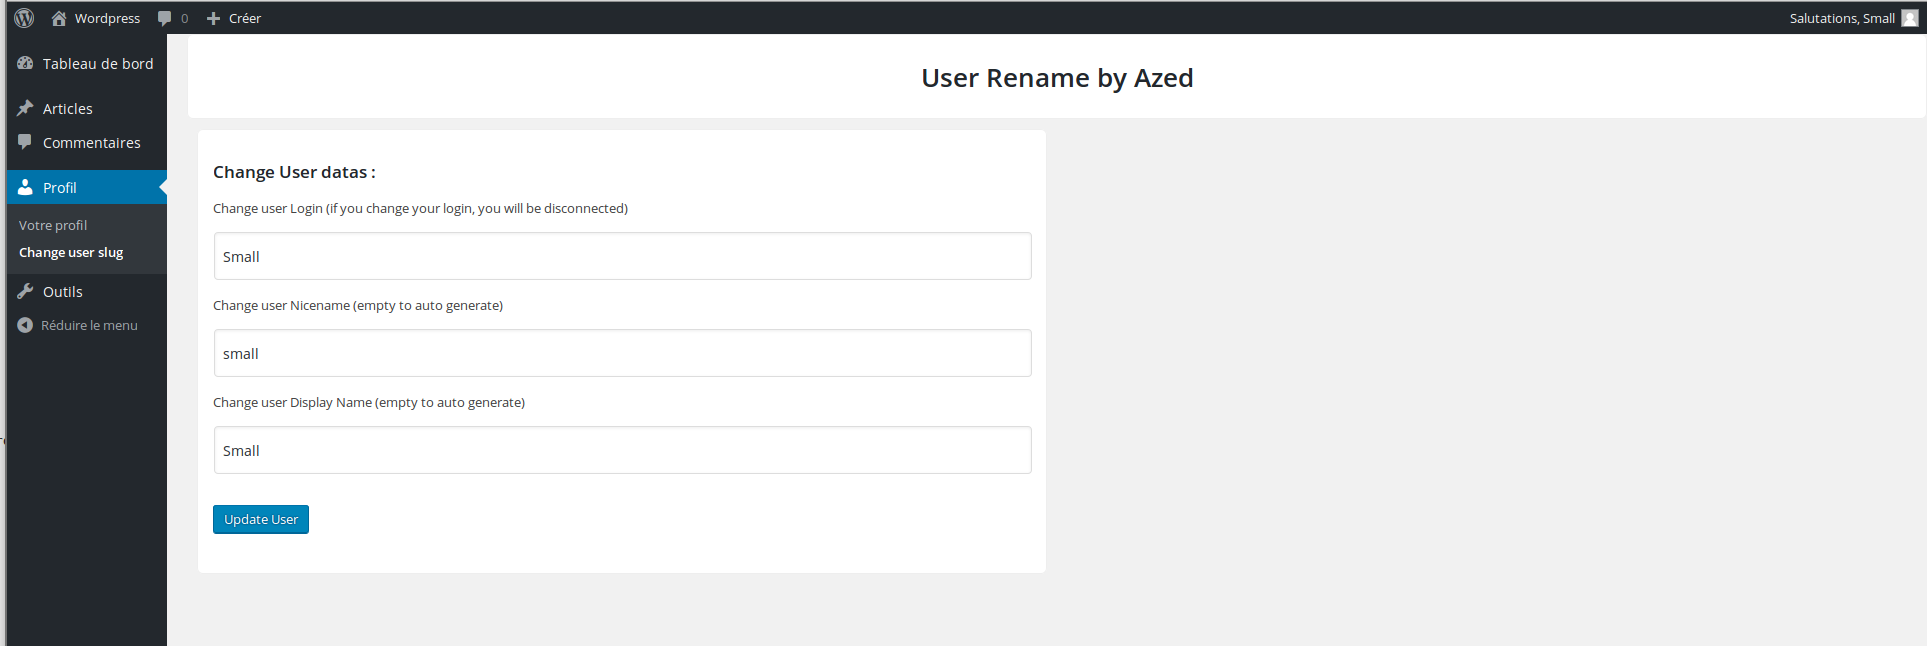 Wordpress
0
Créer
Salutations, Small
Tableau de bord
Articles
Commentaires
Profil
Votre profil
Change user slug
Outils
Réduire le menu
User Rename by Azed
Change User datas :
Change user Login (if you change your login, you will be disconnected)
Small
Change user Nicename (empty to auto generate)
small
Change user Display Name (empty to auto generate)
Small
Update User